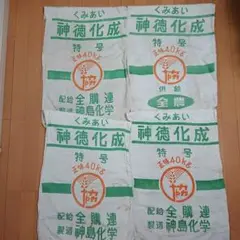 くみあい
神徳化成
特号
正味40KG
協
配給 全購連
製造 神島化学
くみあい
神徳化成
特号
正味40KG
協
供給
全農
くみあい
神徳化成
特号
正味40KG
協
配給 全購連
製造 神島化学
くみあい
神徳化成
特号
正味40KG
協
配給 全購連
製造 神島化学